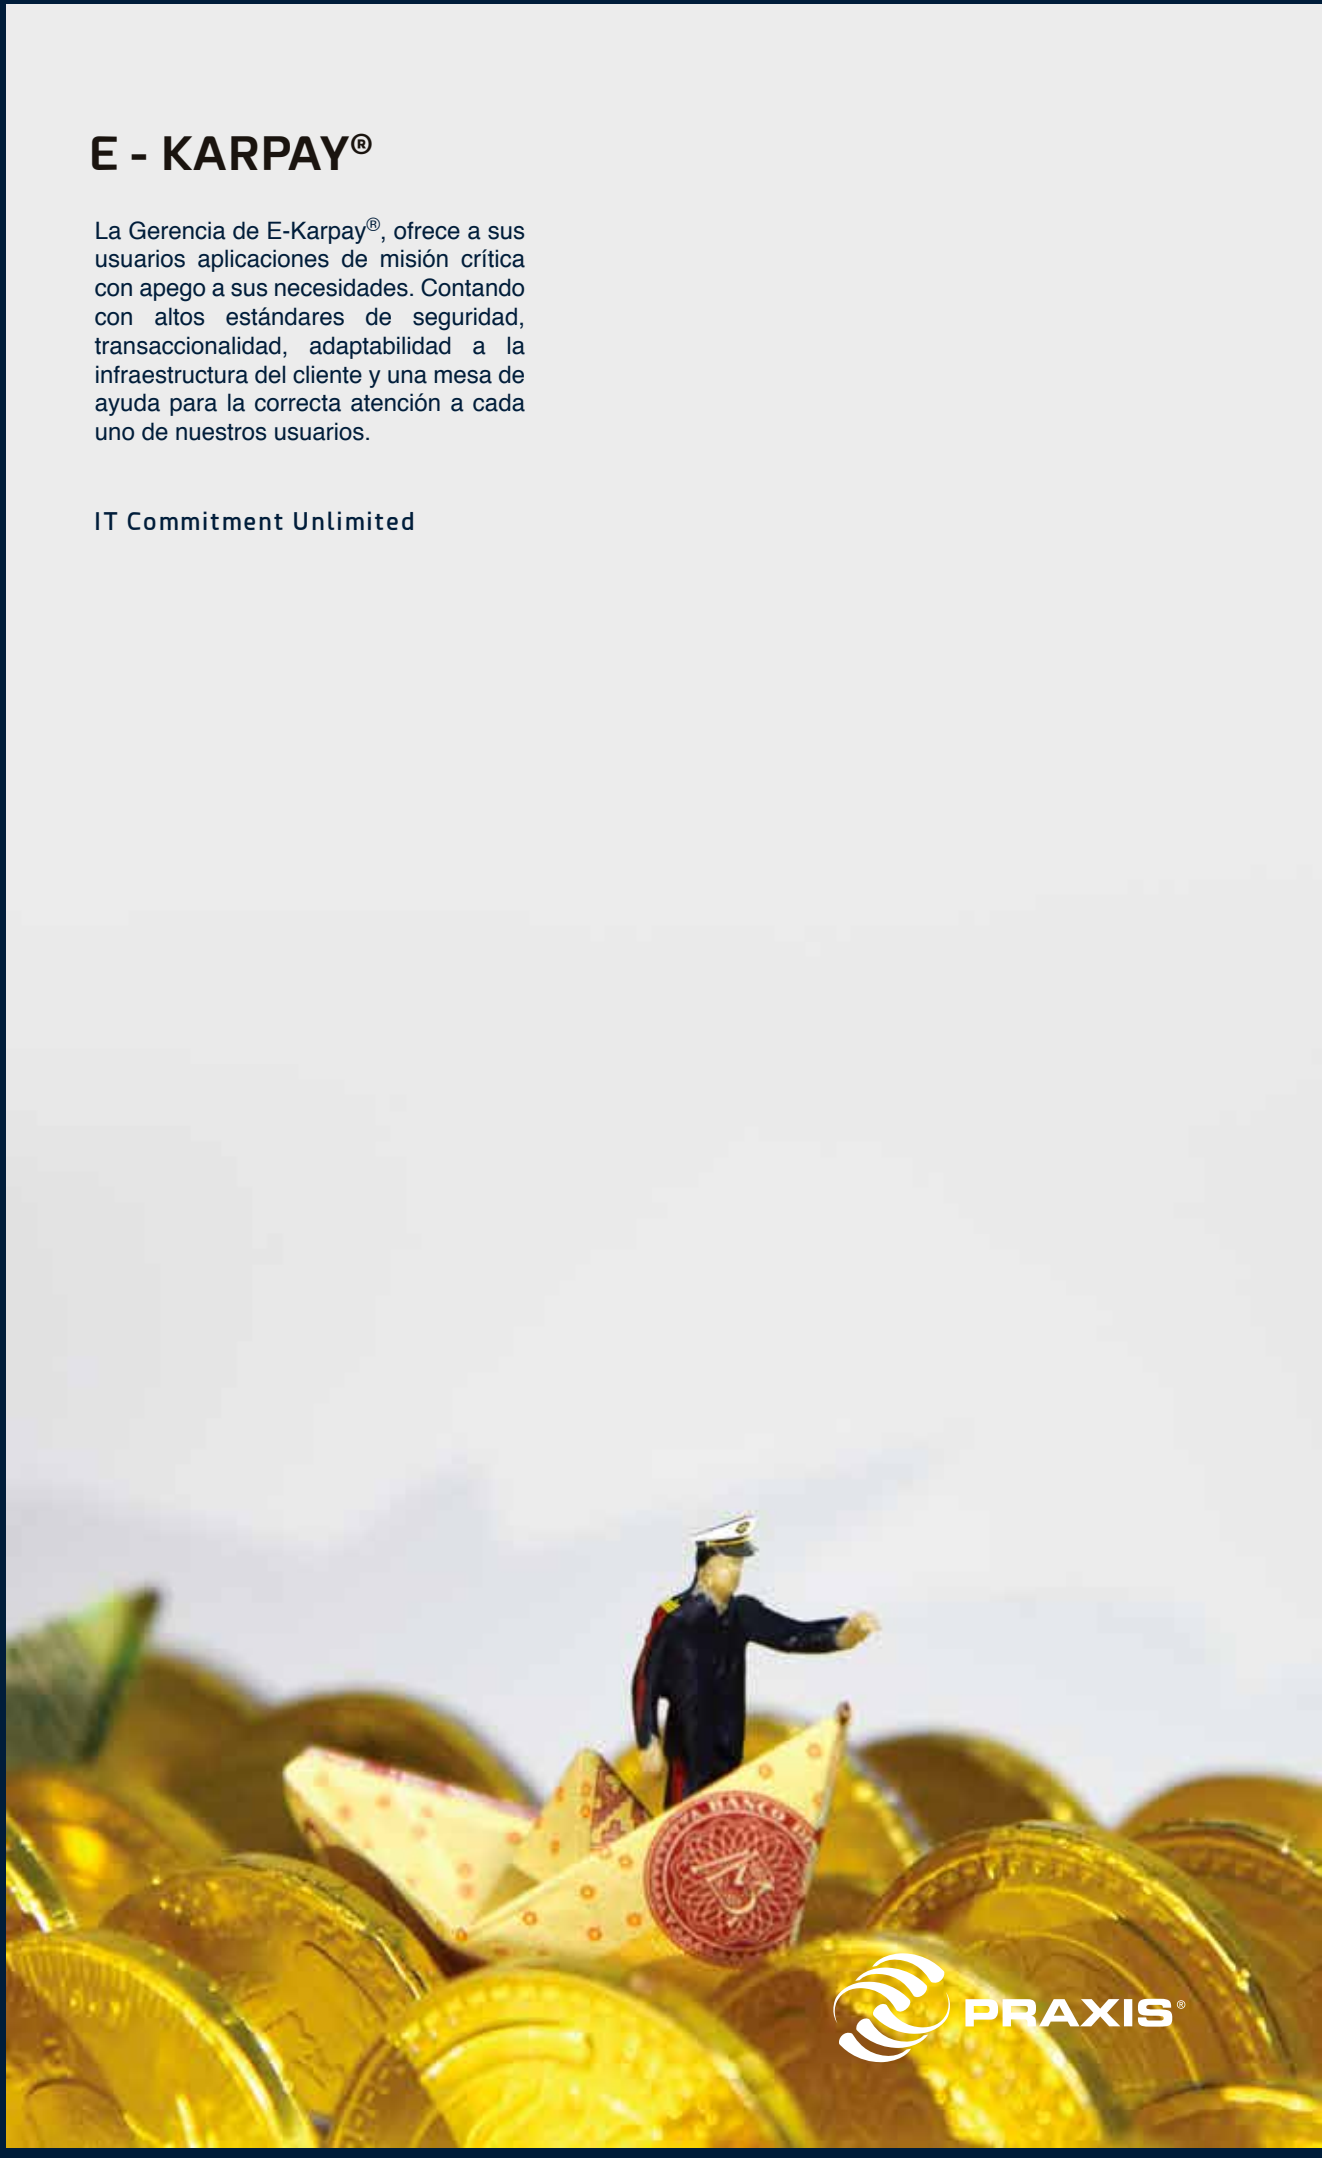 E - KARPAY®
La Gerencia de E-Karpay®, ofrece a sus
usuarios aplicaciones de misión crítica
con apego a sus necesidades. Contando
con altos estándares de seguridad,
transaccionalidad, adaptabilidad a la
infraestructura del cliente y una mesa de
ayuda para la correcta atención a cada
uno de nuestros usuarios.
IT Commitment Unlimited
BANCO
PRAXIS®